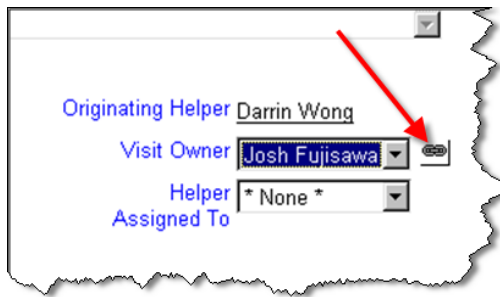 Originating Helper Darrin Wong
Visit Owner Josh Fujisawa
Helper * None *
Assigned To